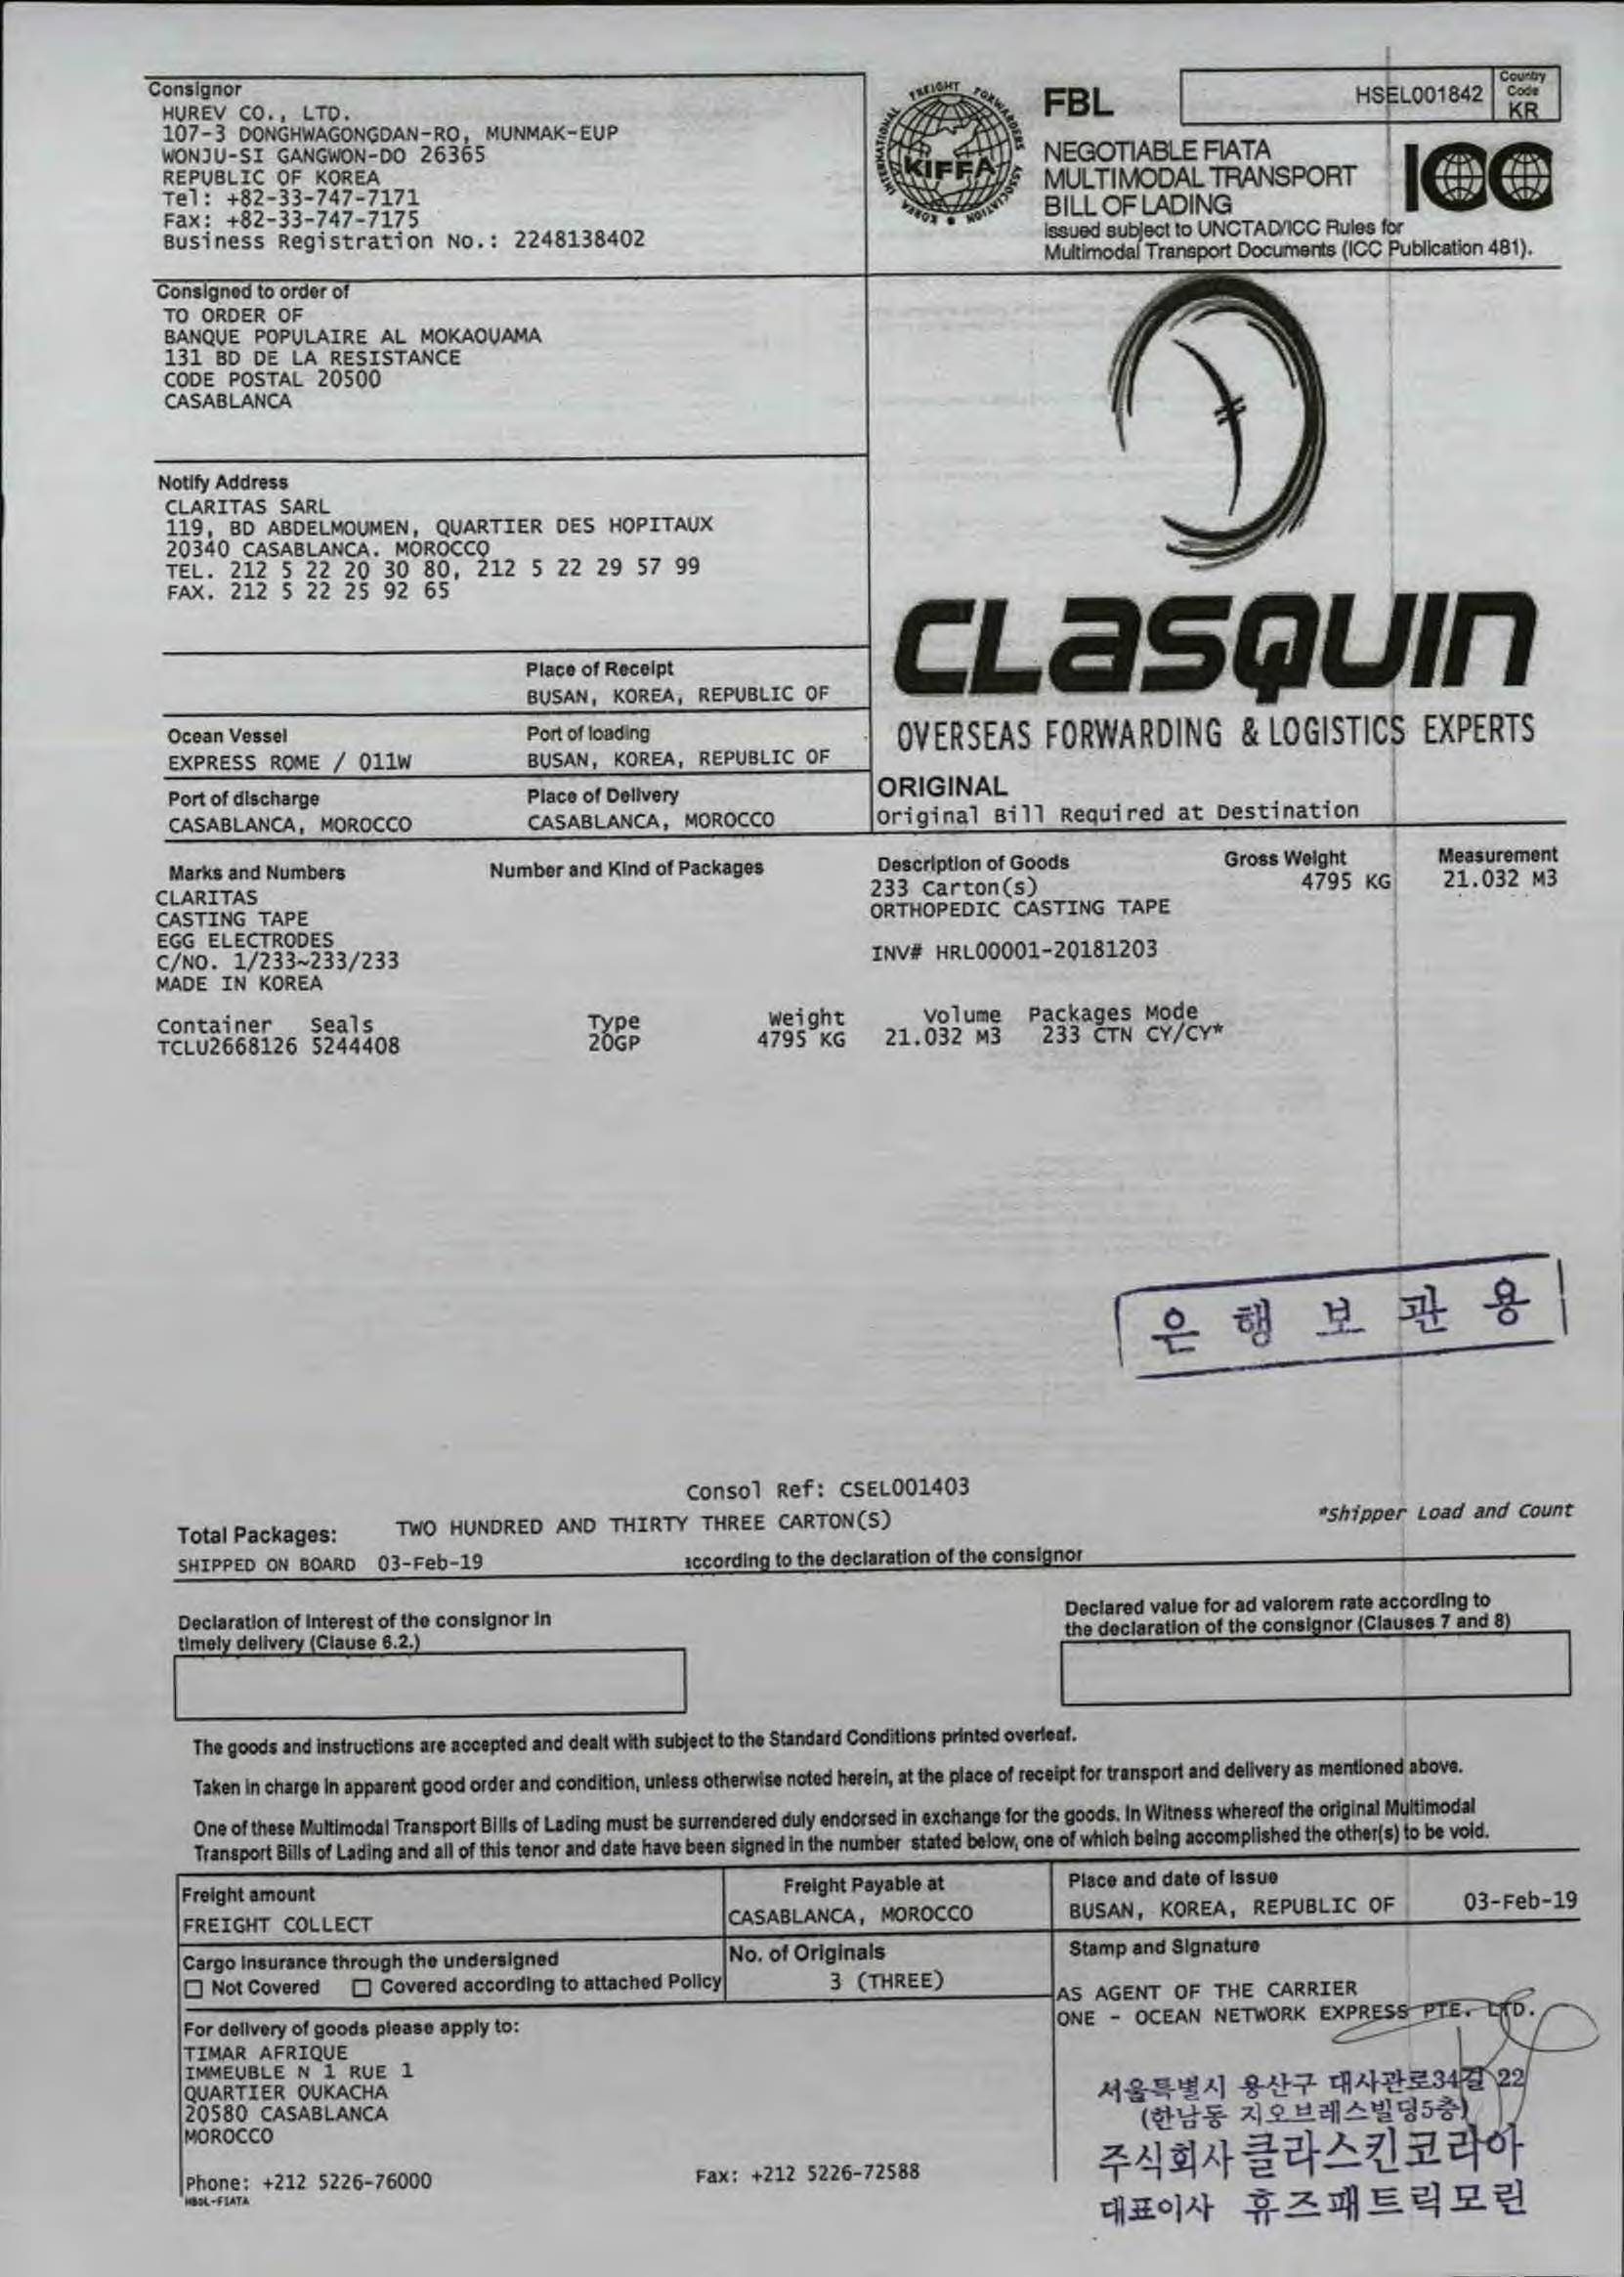 Consignor
HUREV CO., LTD.
107-3 DONGHWAGONGDAN-RO, MUNMAK-EUP
WONJU-SI GANGWON-DO 26365
REPUBLIC OF KOREA
Tel: +82-33-747-7171
Fax: +82-33-747-7175
Business Registration No.: 2248138402
KOREA INTERNATIONAL FREIGHT FORWARDERS ASSOCIATION
KIFFA
FBL
HSEL001842
Country Code
KR
NEGOTIABLE FIATA
MULTIMODAL TRANSPORT
BILL OF LADING
issued subject to UNCTAD/ICC Rules for
Multimodal Transport Documents (ICC Publication 481).
ICC
Consigned to order of
TO ORDER OF
BANQUE POPULAIRE AL MOKAOUAMA
131 BD DE LA RESISTANCE
CODE POSTAL 20500
CASABLANCA
Notify Address
CLARITAS SARL
119, BD ABDELMOUMEN, QUARTIER DES HOPITAUX
20340 CASABLANCA. MOROCCO
TEL. 212 5 22 20 30 80, 212 5 22 29 57 99
FAX. 212 5 22 25 92 65
CLASQUIN
OVERSEAS FORWARDING & LOGISTICS EXPERTS
Place of Receipt
BUSAN, KOREA, REPUBLIC OF
Ocean Vessel Port of loading
EXPRESS ROME / 011W BUSAN, KOREA, REPUBLIC OF
Port of discharge Place of Delivery
CASABLANCA, MOROCCO CASABLANCA, MOROCCO
ORIGINAL
Original Bill Required at Destination
Marks and Numbers Number and Kind of Packages Description of Goods Gross Weight Measurement
233 Carton(s) 4795 KG 21.032 M3
ORTHOPEDIC CASTING TAPE
INV# HRL00001-20181203
CLARITAS
CASTING TAPE
EGG ELECTRODES
C/NO. 1/233~233/233
MADE IN KOREA
Container Seals Type Weight Volume Packages Mode
TCLU2668126 5244408 20GP 4795 KG 21.032 M3 233 CTN CY/CY*
은 행 보 관 용
Consol Ref: CSEL001403
Total Packages: TWO HUNDRED AND THIRTY THREE CARTON(S) *Shipper Load and Count
SHIPPED ON BOARD 03-Feb-19 according to the declaration of the consignor
Declaration of Interest of the consignor in
timely delivery (Clause 6.2.)
Declared value for ad valorem rate according to
the declaration of the consignor (Clauses 7 and 8)
The goods and instructions are accepted and dealt with subject to the Standard Conditions printed overleaf.
Taken in charge in apparent good order and condition, unless otherwise noted herein, at the place of receipt for transport and delivery as mentioned above.
One of these Multimodal Transport Bills of Lading must be surrendered duly endorsed in exchange for the goods. In Witness whereof the original Multimodal
Transport Bills of Lading and all of this tenor and date have been signed in the number stated below, one of which being accomplished the other(s) to be void.
Freight amount
FREIGHT COLLECT
Freight Payable at
CASABLANCA, MOROCCO
Place and date of Issue
BUSAN, KOREA, REPUBLIC OF 03-Feb-19
Cargo Insurance through the undersigned
Not Covered Covered according to attached Policy
No. of Originals
3 (THREE)
Stamp and Signature
AS AGENT OF THE CARRIER
ONE - OCEAN NETWORK EXPRESS PTE. LTD.
For delivery of goods please apply to:
TIMAR AFRIQUE
IMMEUBLE N 1 RUE 1
QUARTIER OUKACHA
20580 CASABLANCA
MOROCCO
Phone: +212 5226-76000 Fax: +212 5226-72588
HBOL-FIATA
서울특별시 용산구 대사관로34길 22
(한남동 지오브레스빌딩5층)
주식회사 클라스킨코리아
대표이사 휴즈패트릭모린